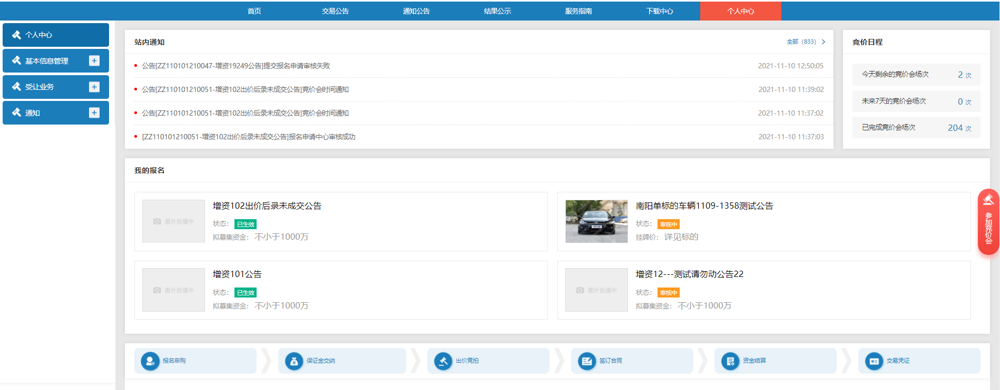 首页 交易公告 通知公告 结果公示 服务指南 下载中心 个人中心
个人中心
基本信息管理
受让业务
通知
站内通知 全部（833）
公告[ZZ110101210047-增资19249公告]提交报名申请审核失败 2021-11-10 12:50:05
公告[ZZ110101210051-增资102出价后录未成交公告]竞价会时间通知 2021-11-10 11:39:02
公告[ZZ110101210051-增资102出价后录未成交公告]竞价会时间通知 2021-11-10 11:37:02
[ZZ110101210051-增资102出价后录未成交公告]报名申请中心审核成功 2021-11-10 11:37:03
竞价日程
今天剩余的竞价会场次 2 次
未来7天的竞价会场次 0 次
已完成竞价会场次 204 次
我的报名
图片拍摄中
增资102出价后录未成交公告
状态： 已生效
拟募集资金： 不小于1000万
南阳单标的车辆1109-1358测试公告
状态： 审核中
挂牌价： 详见标的
图片拍摄中
增资101公告
状态： 已生效
拟募集资金： 不小于1000万
图片拍摄中
增资12---测试请勿动公告22
状态： 审核中
拟募集资金： 不小于1000万
参加竞价会
报名申购 保证金交纳 出价竞拍 签订合同 资金结算 交易凭证